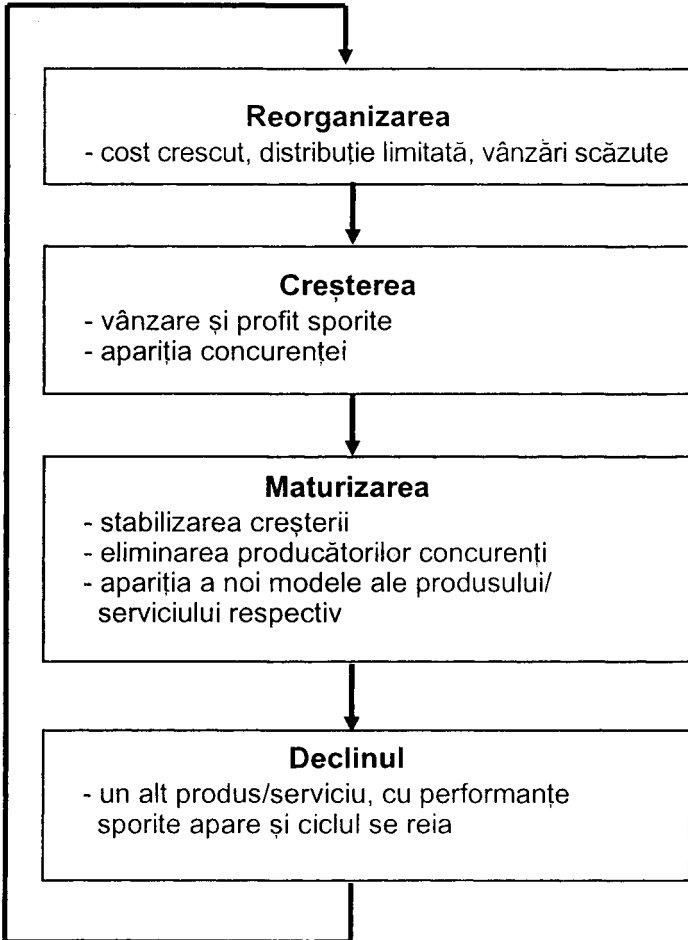 Reorganizarea
- cost crescut, distribuție limitată, vânzări scăzute
Creșterea
- vânzare și profit sporite
- apariția concurenței
Maturizarea
- stabilizarea creșterii
- eliminarea producătorilor concurenți
- apariția a noi modele ale produsului/
serviciului respectiv
Declinul
- un alt produs/serviciu, cu performanțe
sporite apare și ciclul se reia